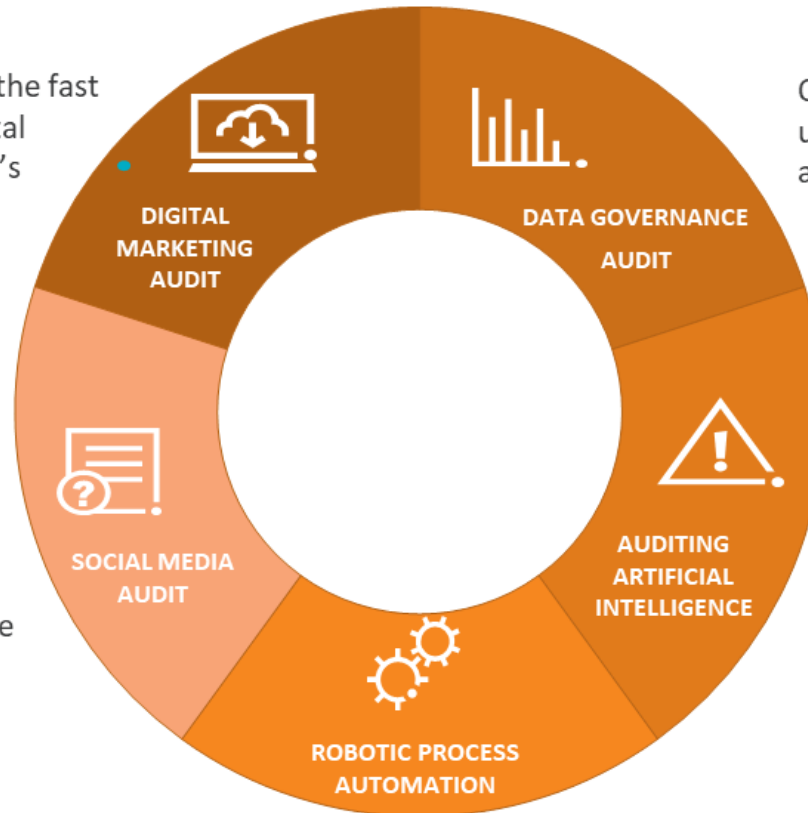 the fast
tal
's
DIGITAL
MARKETING
AUDIT
DATA GOVERNANCE
AUDIT
AUDITING
ARTIFICIAL
INTELLIGENCE
ROBOTIC PROCESS
AUTOMATION
SOCIAL MEDIA
AUDIT
e
u
a